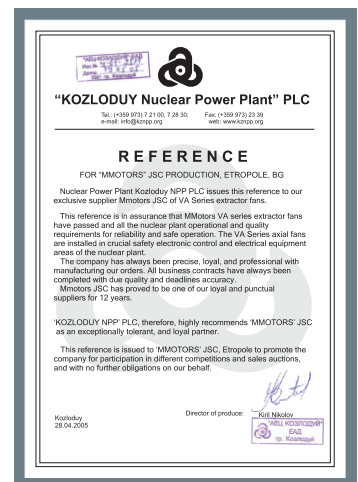 "АЕЦ КОЗЛОДУЙ"
"KOZLODUY Nuclear Power Plant" PLC
Tel.: (+359 973) 7 21 00, 7 28 30; Fax: (+359 973) 23 39
e-mail: info@kznpp.org web: www.kznpp.org
REFERENCE
FOR "MMOTORS" JSC PRODUCTION, ETROPOLE, BG
Nuclear Power Plant Kozloduy NPP PLC issues this reference to our
exclusive supplier Mmotors JSC of VA Series extractor fans.
This reference is in assurance that MMotors VA series extractor fans
have passed and all the nuclear plant operational and quality
requirements for reliability and safe operation. The VA Series axial fans
are installed in crucial safety electronic control and electrical equipment
areas of the nuclear plant.
The company has always been precise, loyal, and professional with
manufacturing our orders. All business contracts have always been
completed with due quality and deadlines accuracy.
Mmotors JSC has proved to be one of our loyal and punctual
suppliers for 12 years.
'KOZLODUY NPP' PLC, therefore, highly recommends 'MMOTORS' JSC
as an exceptionally tolerant, and loyal partner.
This reference is issued to 'MMOTORS' JSC, Etropole to promote the
company for participation in different competitions and sales auctions,
and with no further obligations on our behalf.
Director of produce: Kiril Nikolov
Kozloduy
28.04.2005
"АЕЦ КОЗЛОДУЙ"
ЕАД
гр. Козлодуй